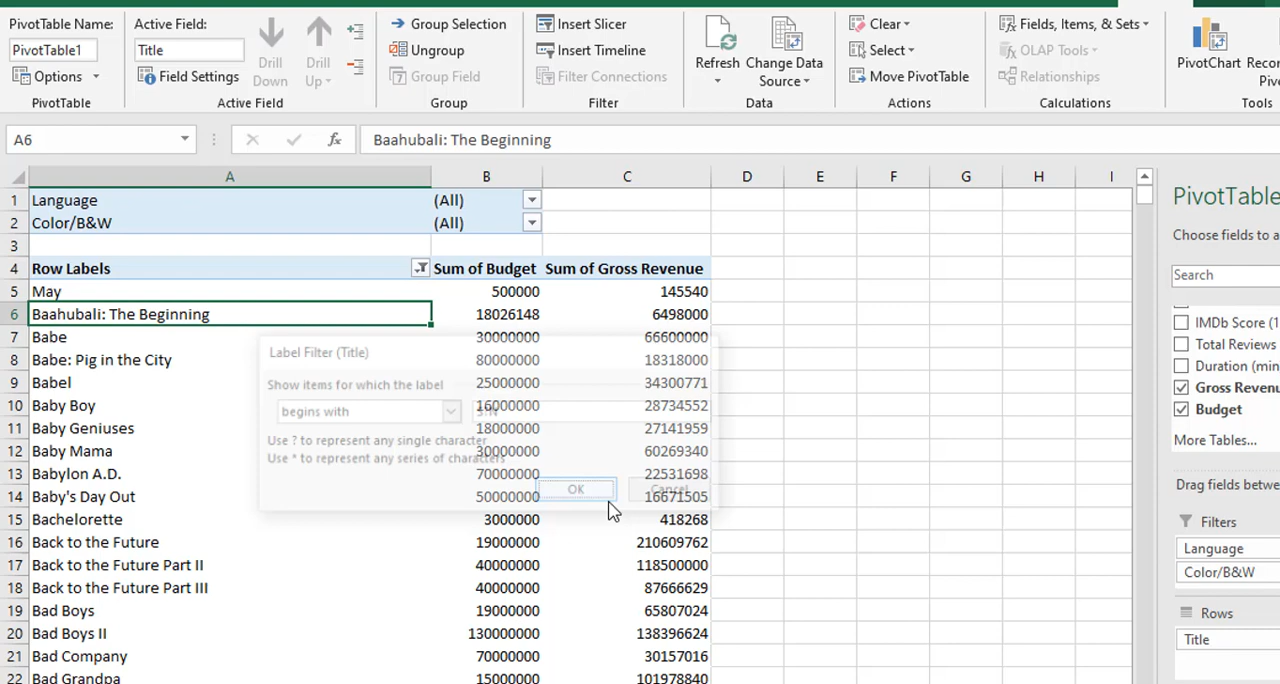 PivotTable Name:
PivotTable1
Options
PivotTable
Active Field:
Title
Field Settings
Drill Down
Drill Up
Active Field
Group Selection
Ungroup
Group Field
Group
Insert Slicer
Insert Timeline
Filter Connections
Filter
Refresh
Change Data Source
Data
Clear
Select
Move PivotTable
Actions
Fields, Items, & Sets
OLAP Tools
Relationships
Calculations
PivotChart
Tools
A6
fx
Baahubali: The Beginning
A B C D E F G H I
1 Language (All)
2 Color/B&W (All)
3
4 Row Labels Sum of Budget Sum of Gross Revenue
5 May 500000 145540
6 Baahubali: The Beginning 18026148 6498000
7 Babe 30000000 66600000
8 Babe: Pig in the City 80000000 18318000
9 Babel 25000000 34300771
10 Baby Boy 16000000 28734552
11 Baby Geniuses 18000000 27141959
12 Baby Mama 30000000 60269340
13 Babylon A.D. 70000000 22531698
14 Baby's Day Out 50000000 16671505
15 Bachelorette 3000000 418268
16 Back to the Future 19000000 210609762
17 Back to the Future Part II 40000000 118500000
18 Back to the Future Part III 40000000 87666629
19 Bad Boys 19000000 65807024
20 Bad Boys II 130000000 138396624
21 Bad Company 70000000 30157016
22 Bad Grandpa 15000000 101978840
Label Filter (Title)
Show items for which the label
begins with
Use ? to represent any single character
Use * to represent any series of characters
OK
Cancel
PivotTable
Choose fields to a
Search
IMDb Score (1
Total Reviews
Duration (min
Gross Revenu
Budget
More Tables...
Drag fields betwe
Filters
Language
Color/B&W
Rows
Title